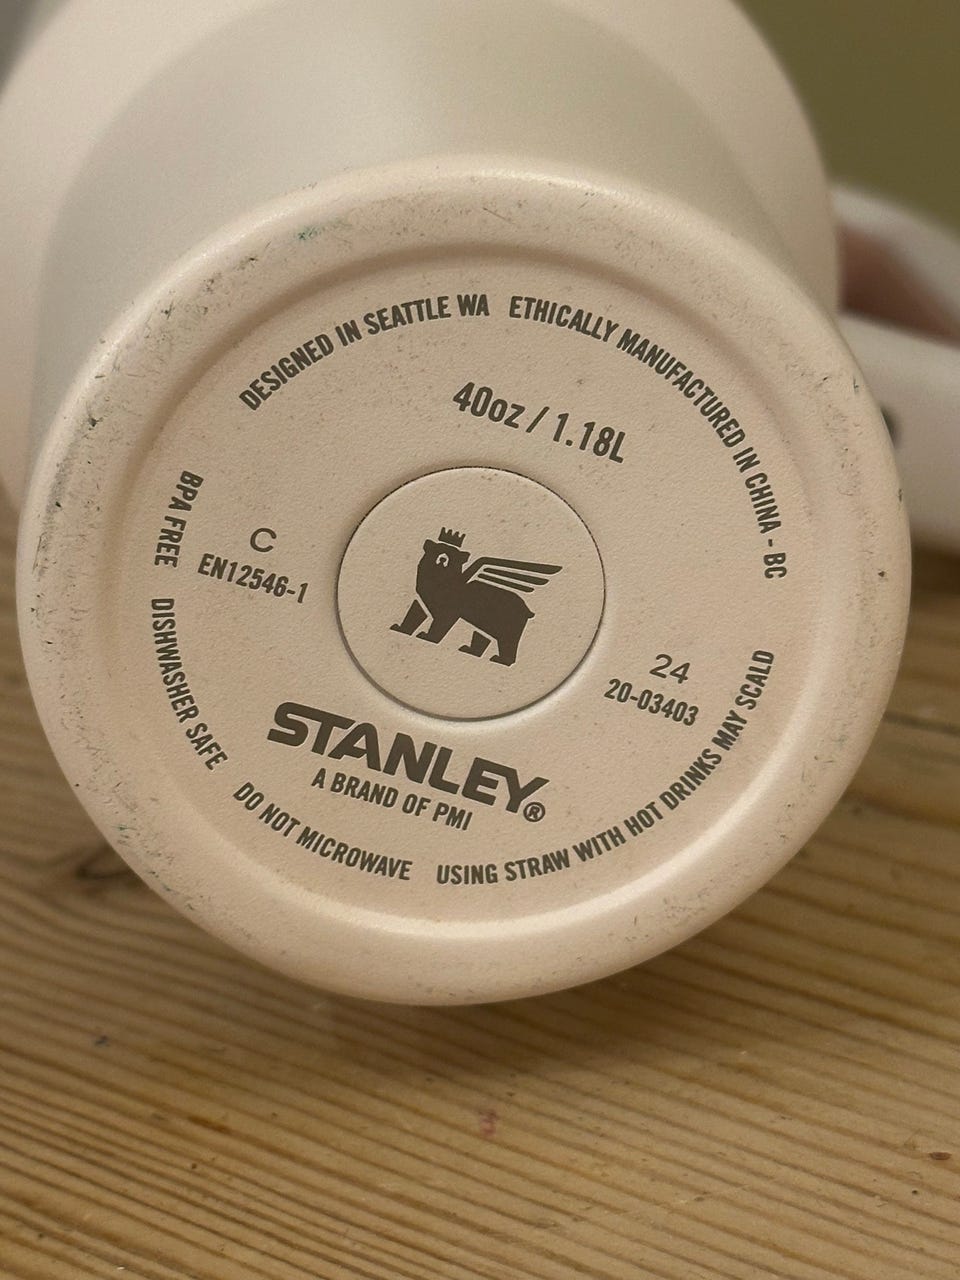 DESIGNED IN SEATTLE WA
ETHICALLY MANUFACTURED IN CHINA - BC
40oz / 1.18L
BPA FREE
C
EN12546-1
24
20-03403
STANLEY®
A BRAND OF PMI
DISHWASHER SAFE
DO NOT MICROWAVE
USING STRAW WITH HOT DRINKS MAY SCALD